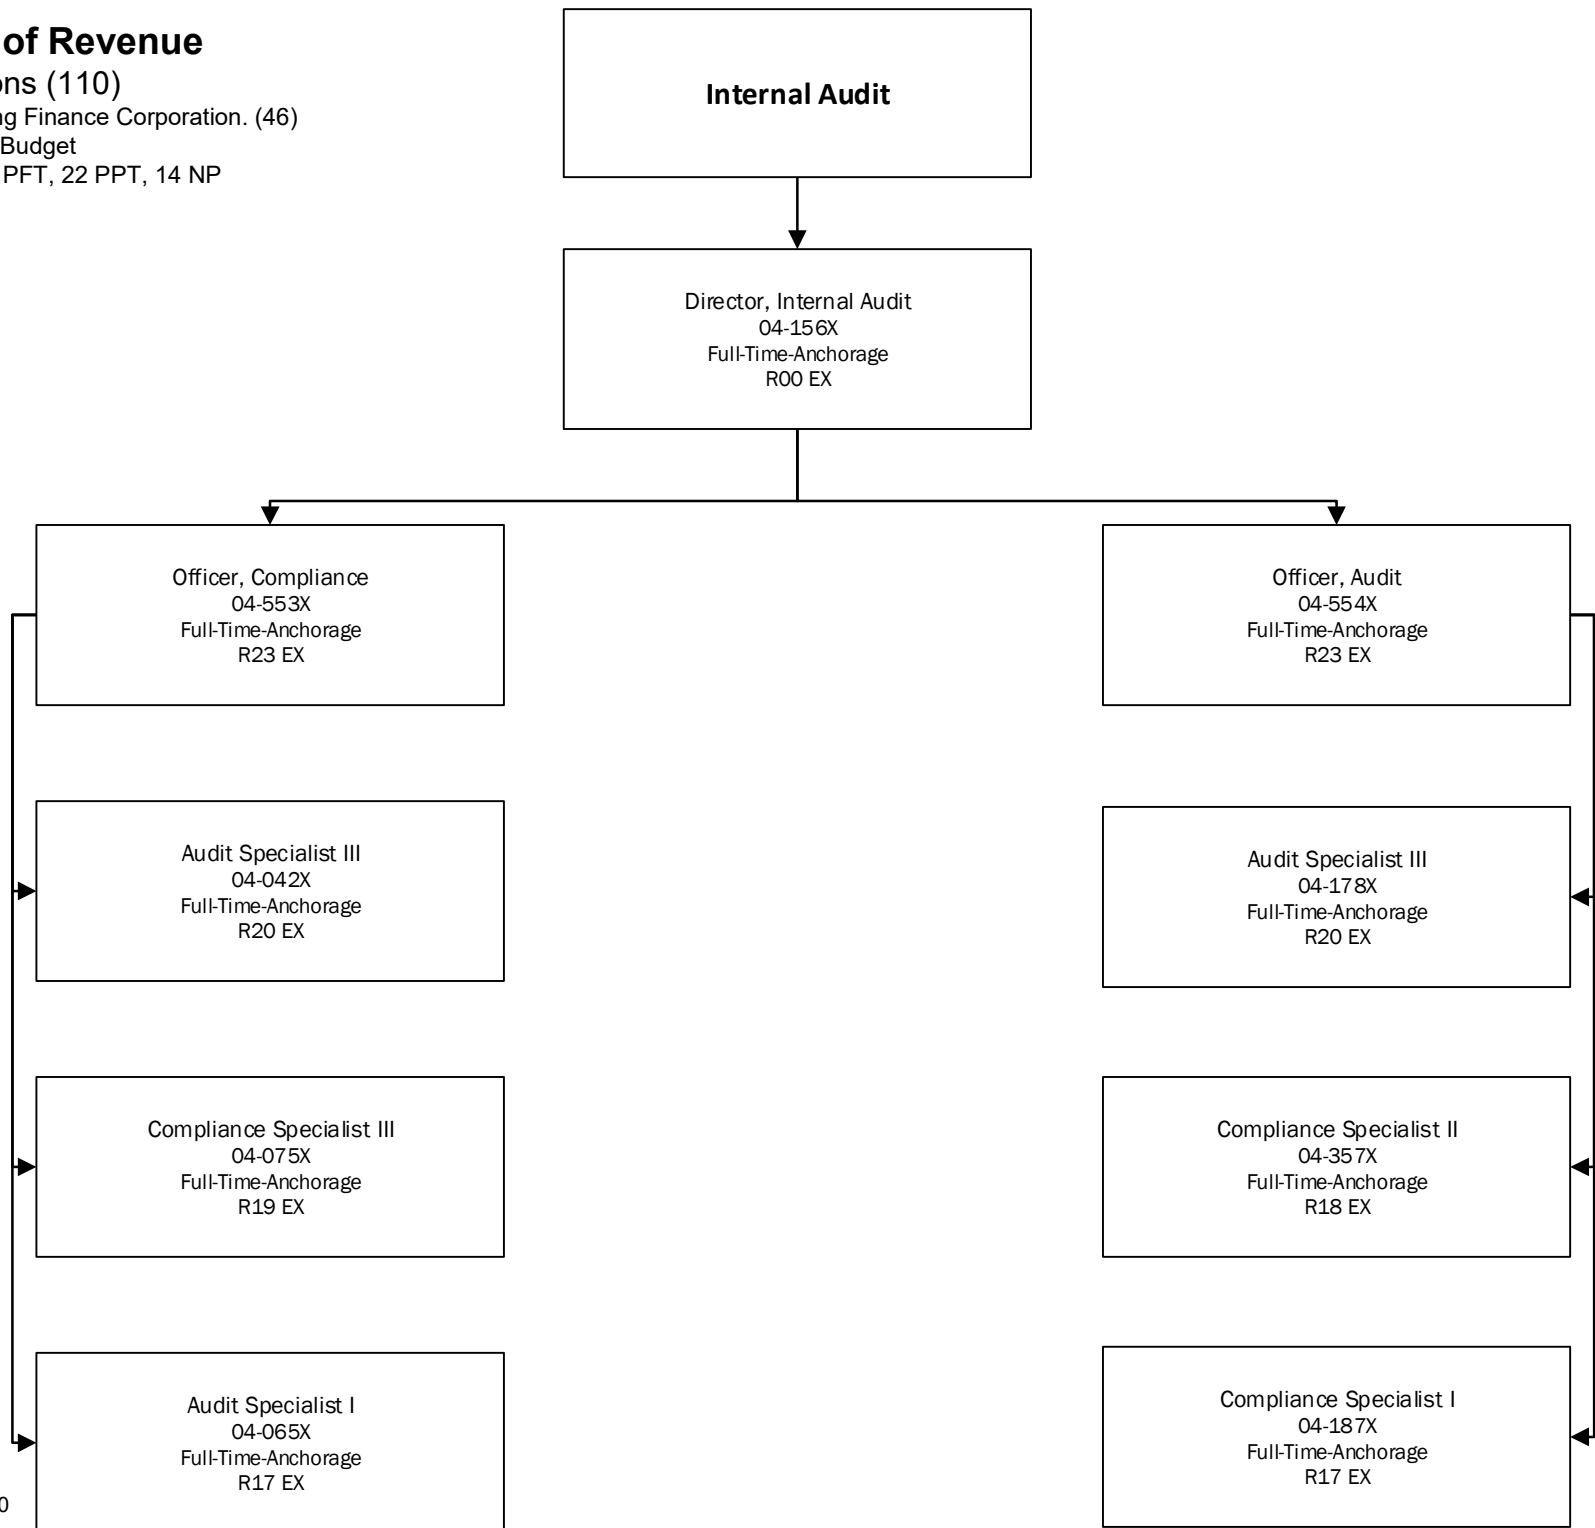 of Revenue
ons (110)
ng Finance Corporation. (46)
Budget
PFT, 22 PPT, 14 NP
Internal Audit
Director, Internal Audit
04-156X
Full-Time-Anchorage
R00 EX
Officer, Compliance
04-553X
Full-Time-Anchorage
R23 EX
Officer, Audit
04-554X
Full-Time-Anchorage
R23 EX
Audit Specialist III
04-042X
Full-Time-Anchorage
R20 EX
Audit Specialist III
04-178X
Full-Time-Anchorage
R20 EX
Compliance Specialist III
04-075X
Full-Time-Anchorage
R19 EX
Compliance Specialist II
04-357X
Full-Time-Anchorage
R18 EX
Audit Specialist I
04-065X
Full-Time-Anchorage
R17 EX
Compliance Specialist I
04-187X
Full-Time-Anchorage
R17 EX
0